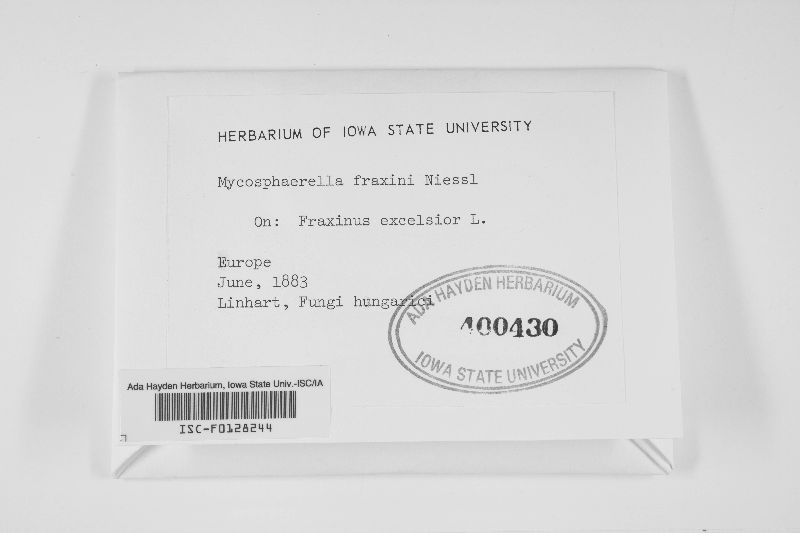 HERBARIUM OF IOWA STATE UNIVERSITY
Mycosphaerella fraxini Niessl
On: Fraxinus excelsior L.
Europe
June, 1883
Linhart, Fungi hungarici
ADA HAYDEN HERBARIUM
400430
IOWA STATE UNIVERSITY
Ada Hayden Herbarium, Iowa State Univ.-ISC/IA
ISC-F0128244